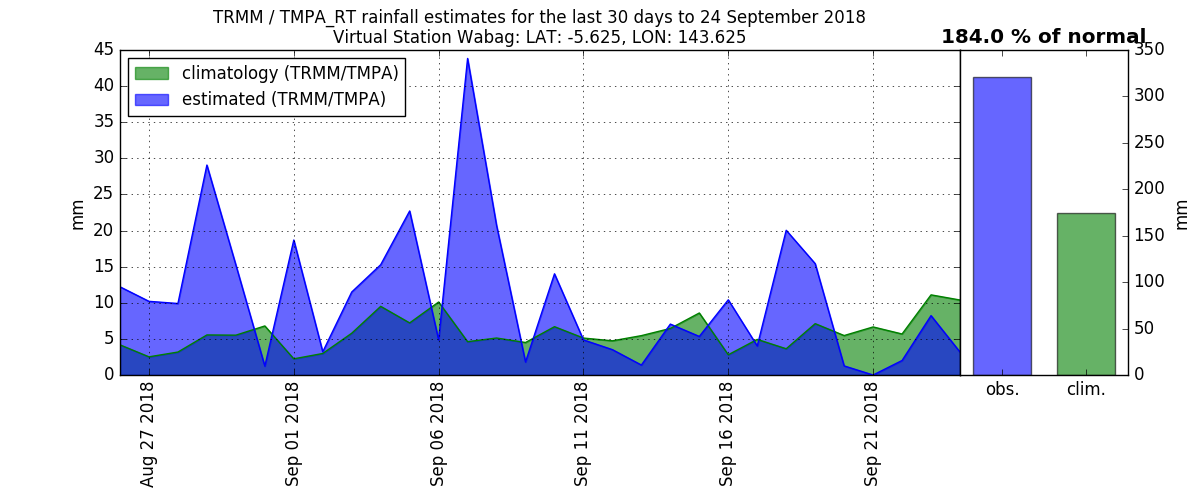 TRMM / TMPA_RT rainfall estimates for the last 30 days to 24 September 2018
Virtual Station Wabag: LAT: -5.625, LON: 143.625
184.0 % of normal
climatology (TRMM/TMPA)
estimated (TRMM/TMPA)
mm
45
40
35
30
25
20
15
10
5
0
Aug 27 2018
Sep 01 2018
Sep 06 2018
Sep 11 2018
Sep 16 2018
Sep 21 2018
350
300
250
200
150
100
50
0
mm
obs.
clim.